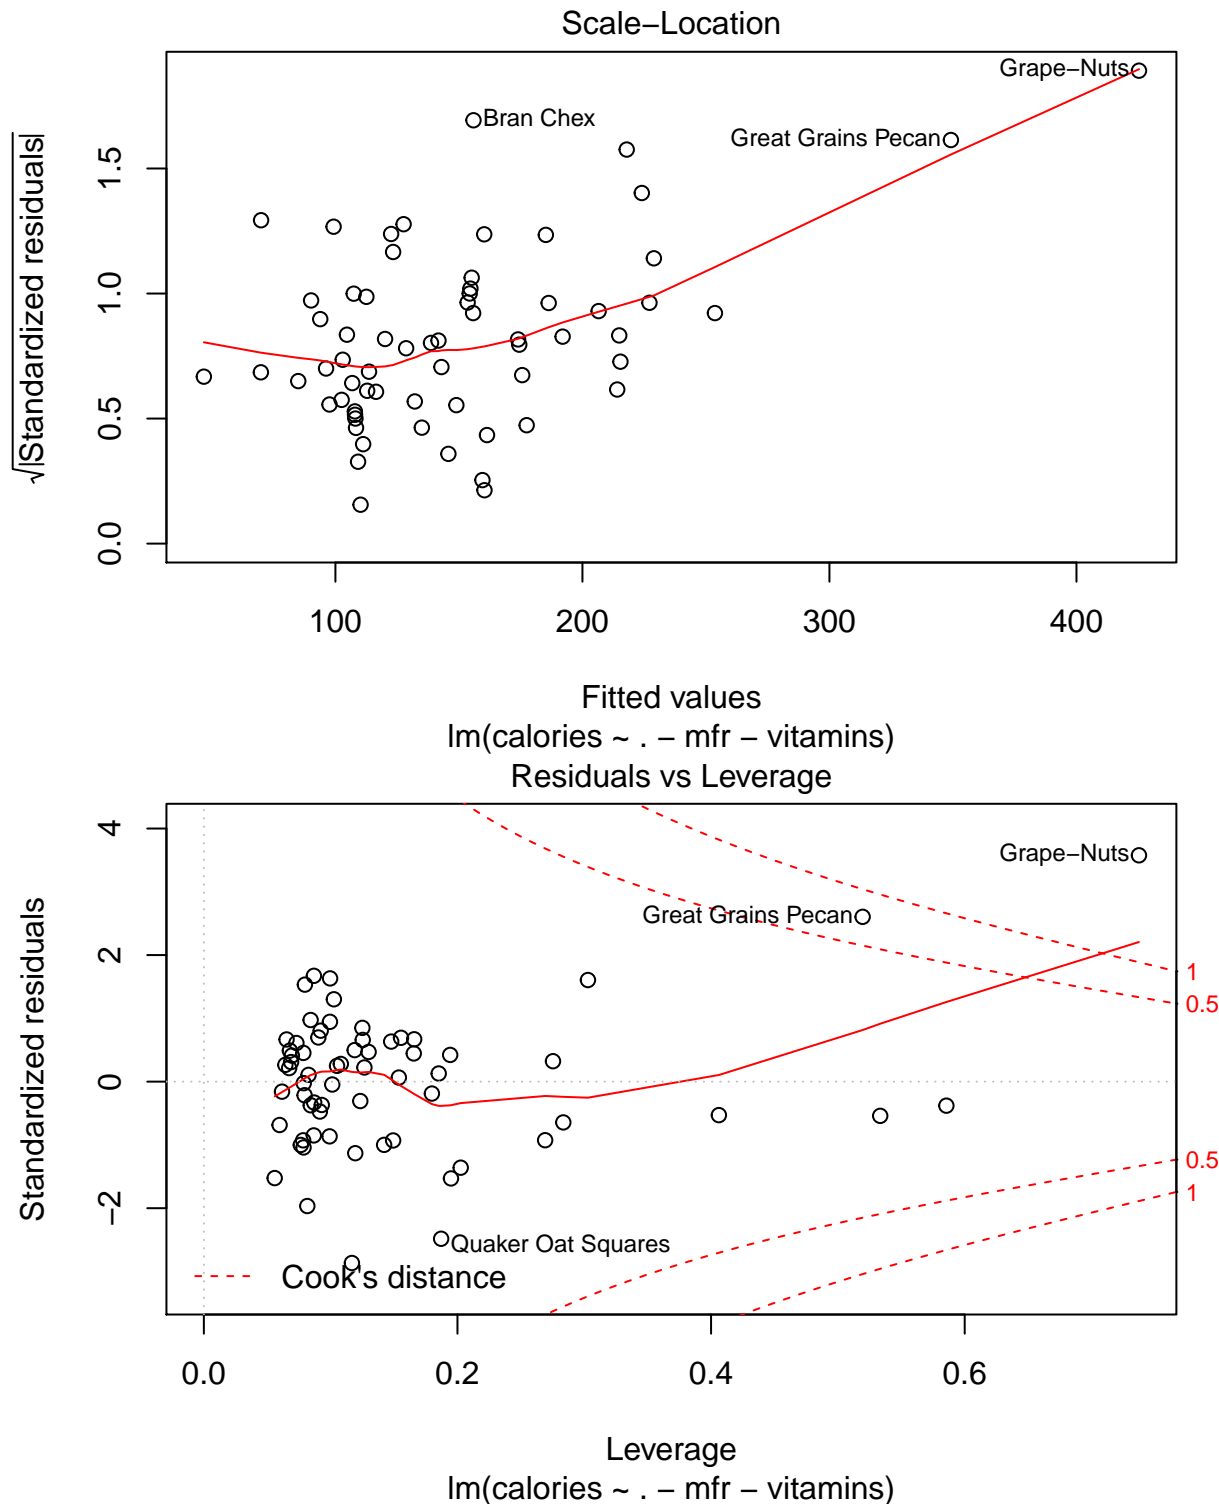 Scale−Location
√|Standardized residuals|
0.0 0.5 1.0 1.5
Grape−Nuts
Bran Chex
Great Grains Pecan
100 200 300 400
Fitted values
lm(calories ~ . − mfr − vitamins)
Residuals vs Leverage
Standardized residuals
−2 0 2 4
Grape−Nuts
Great Grains Pecan
1
0.5
0.5
1
Quaker Oat Squares
Cook's distance
0.0 0.2 0.4 0.6
Leverage
lm(calories ~ . − mfr − vitamins)